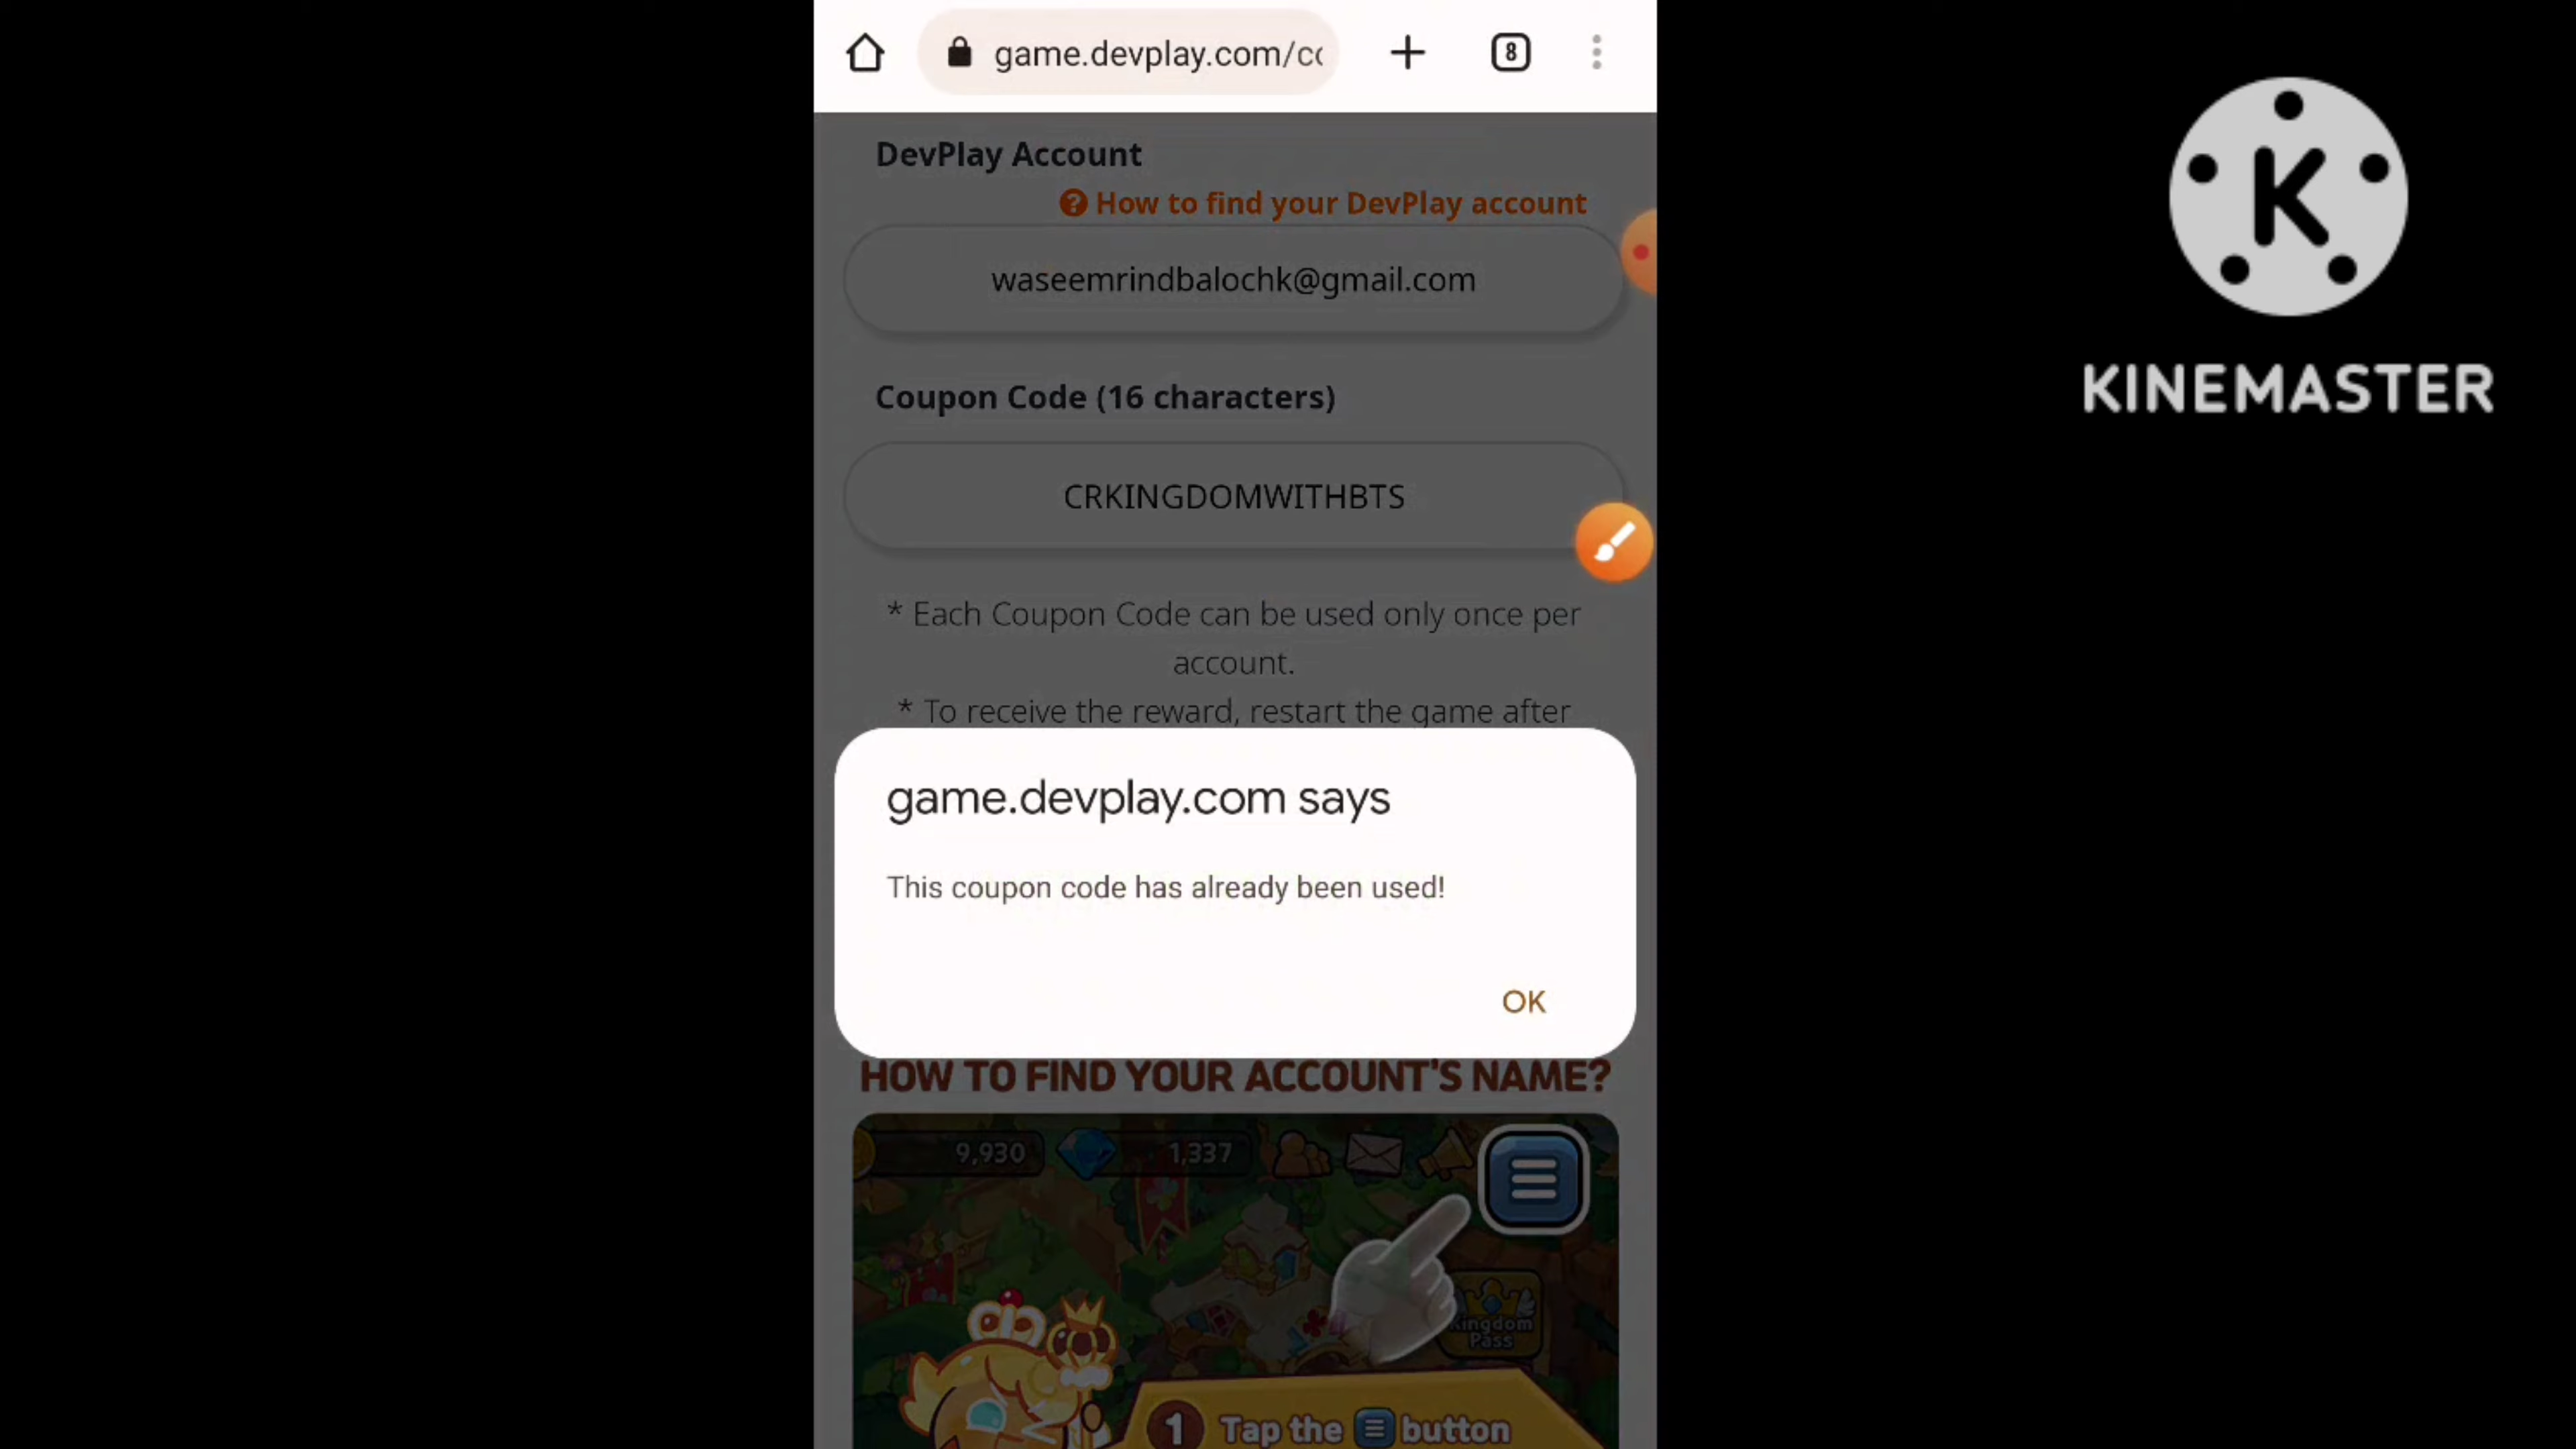 game.devplay.com/co
8
DevPlay Account
How to find your DevPlay account
waseemrindbalochk@gmail.com
Coupon Code (16 characters)
CRKINGDOMWITHBTS
* Each Coupon Code can be used only once per
account.
* To receive the reward, restart the game after
game.devplay.com says
This coupon code has already been used!
OK
HOW TO FIND YOUR ACCOUNT'S NAME?
9,930
1,337
Kingdom
Pass
1 Tap the button
K
KINEMASTER